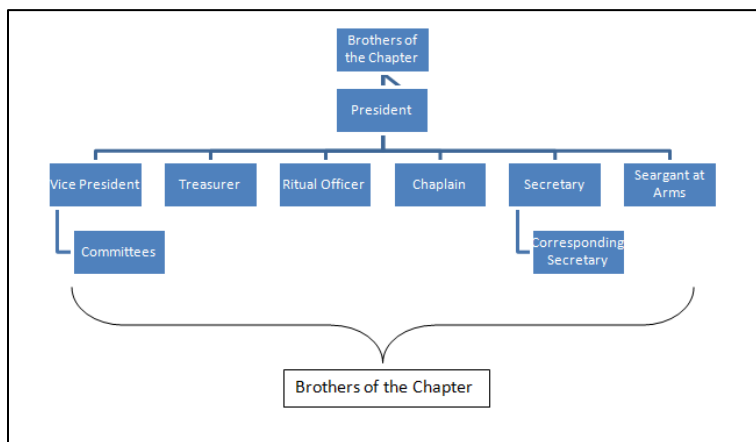 Brothers of
the Chapter
President
Vice President
Treasurer
Ritual Officer
Chaplain
Secretary
Seargant at
Arms
Committees
Corresponding
Secretary
Brothers of the Chapter